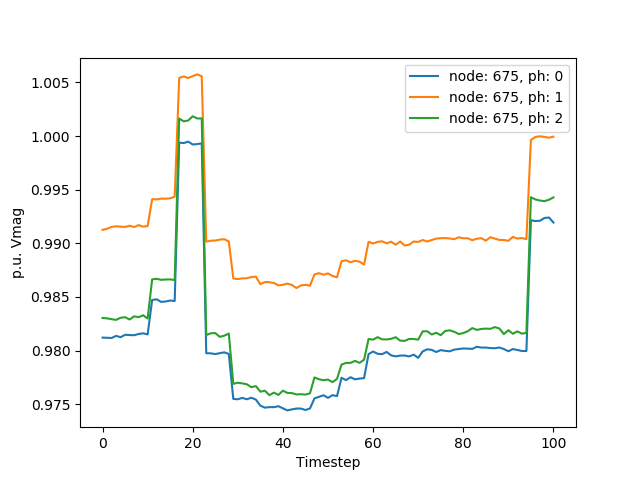 1.005
1.000
0.995
0.990
0.985
0.980
0.975
p.u. Vmag
0
20
40
60
80
100
Timestep
node: 675, ph: 0
node: 675, ph: 1
node: 675, ph: 2